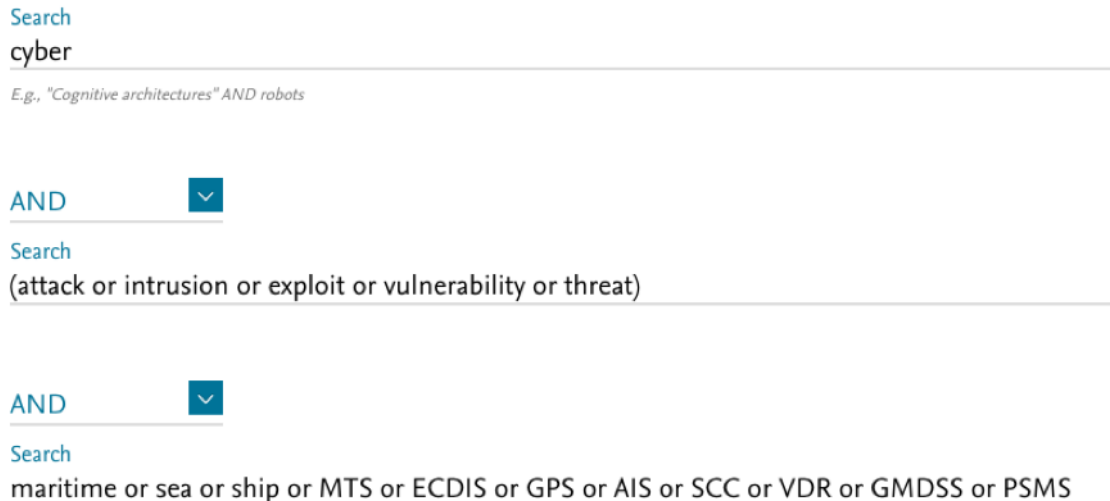 Search
cyber
E.g., "Cognitive architectures" AND robots
AND
Search
(attack or intrusion or exploit or vulnerability or threat)
AND
Search
maritime or sea or ship or MTS or ECDIS or GPS or AIS or SCC or VDR or GMDSS or PSMS